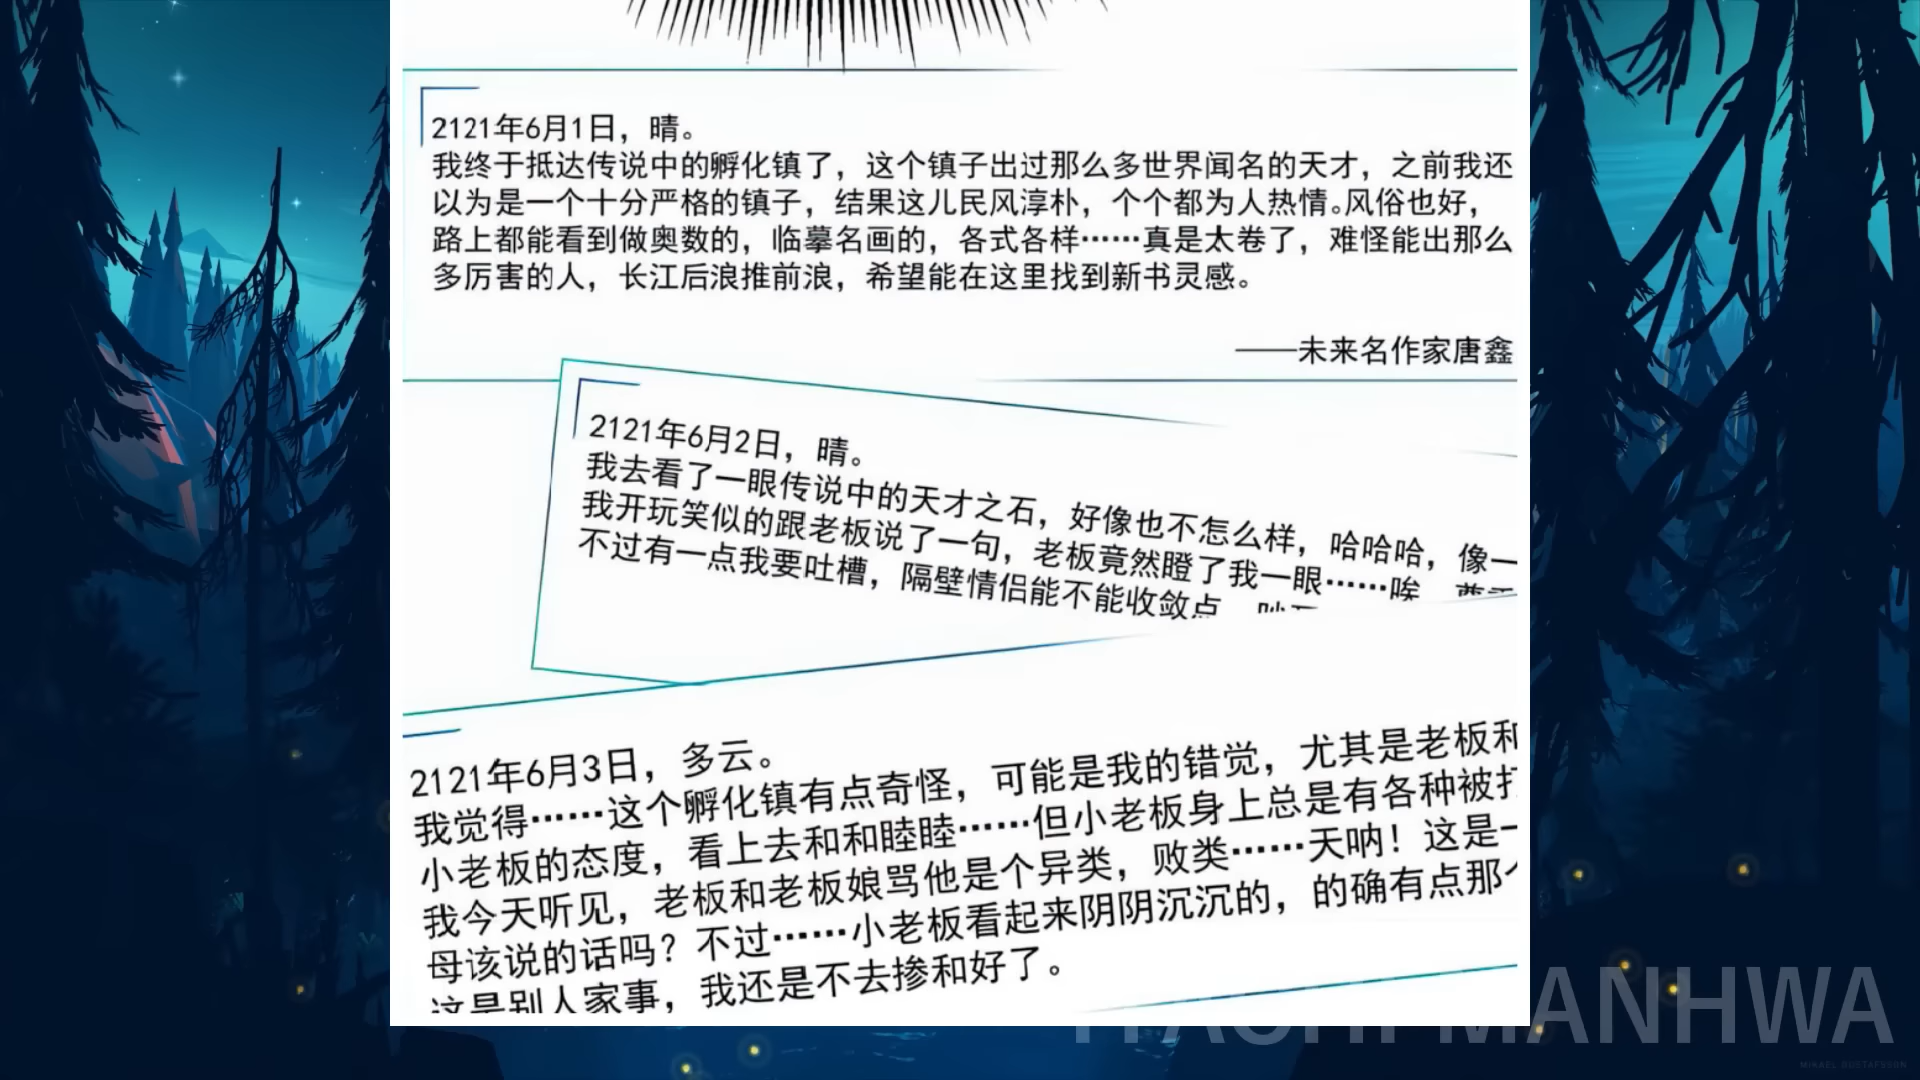 2121年6月1日，晴。
我终于抵达传说中的孵化镇了，这个镇子出过那么多世界闻名的天才，之前我还
以为是一个十分严格的镇子，结果这儿民风淳朴，个个都为人热情。风俗也好，
路上都能看到做奥数的，临摹名画的，各式各样……真是太卷了，难怪能出那么
多厉害的人，长江后浪推前浪，希望能在这里找到新书灵感。
——未来名作家唐鑫
2121年6月2日，晴。
我去看了一眼传说中的天才之石，好像也不怎么样，哈哈哈，像一
我开玩笑似的跟老板说了一句，老板竟然瞪了我一眼……唉
不过有一点我要吐槽，隔壁情侣能不能收敛点
2121年6月3日，多云。
我觉得……这个孵化镇有点奇怪，可能是我的错觉，尤其是老板和
小老板的态度，看上去和和睦睦……但小老板身上总是有各种被打
我今天听见，老板和老板娘骂他是个异类，败类……天呐！这是一
母该说的话吗？不过……小老板看起来阴阴沉沉的，的确有点那个
这是别人家事，我还是不去掺和好了。
ITACHI MANHWA
MIKAEL GUSTAFSSON